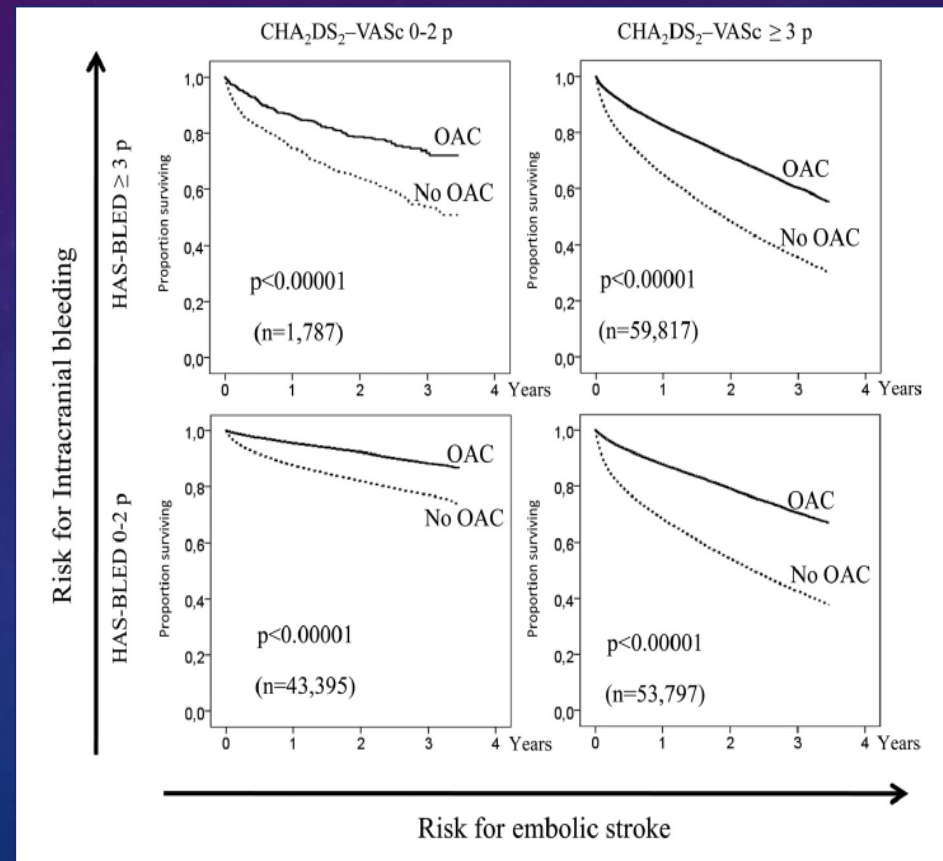 CHA₂DS₂–VASc 0-2 p
CHA₂DS₂–VASc ≥ 3 p
Risk for Intracranial bleeding
HAS-BLED ≥ 3 p
Proportion surviving
1,0
0,8
0,6
0,4
0,2
0,0
OAC
No OAC
p<0.00001
(n=1,787)
0 1 2 3 4 Years
Proportion surviving
1,0
0,8
0,6
0,4
0,2
0,0
OAC
No OAC
p<0.00001
(n=59,817)
0 1 2 3 4 Years
HAS-BLED 0-2 p
Proportion surviving
1,0
0,8
0,6
0,4
0,2
0,0
OAC
No OAC
p<0.00001
(n=43,395)
0 1 2 3 4 Years
Proportion surviving
1,0
0,8
0,6
0,4
0,2
0,0
OAC
No OAC
p<0.00001
(n=53,797)
0 1 2 3 4 Years
Risk for embolic stroke